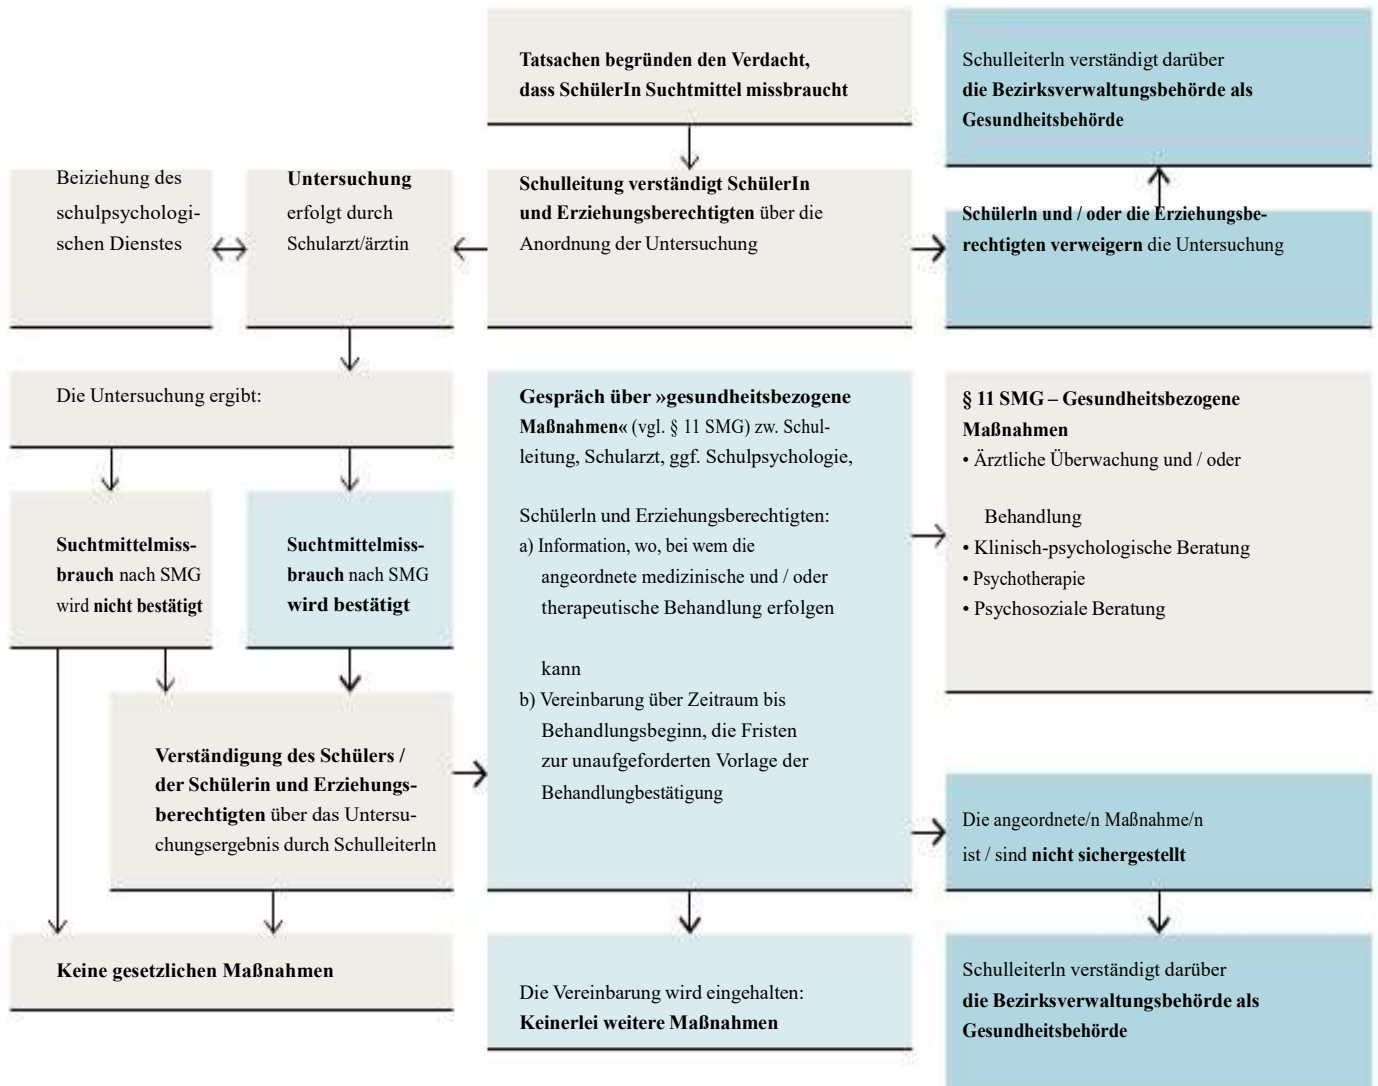 Tatsachen begründen den Verdacht,
dass SchülerIn Suchtmittel missbraucht
SchulleiterIn verständigt darüber
die Bezirksverwaltungsbehörde als
Gesundheitsbehörde
Beiziehung des
schulpsychologi-
schen Dienstes
Untersuchung
erfolgt durch
Schularzt/ärztin
Schulleitung verständigt SchülerIn
und Erziehungsberechtigten über die
Anordnung der Untersuchung
SchülerIn und / oder die Erziehungsbe-
rechtigten verweigern die Untersuchung
Die Untersuchung ergibt:
Suchtmittelmiss-
brauch nach SMG
wird nicht bestätigt
Suchtmittelmiss-
brauch nach SMG
wird bestätigt
Verständigung des Schülers /
der Schülerin und Erziehungs-
berechtigten über das Untersu-
chungsergebnis durch SchulleiterIn
Keine gesetzlichen Maßnahmen
Gespräch über »gesundheitsbezogene
Maßnahmen« (vgl. § 11 SMG) zw. Schul-
leitung, Schularzt, ggf. Schulpsychologie,
SchülerIn und Erziehungsberechtigten:
a) Information, wo, bei wem die
angeordnete medizinische und / oder
therapeutische Behandlung erfolgen
kann
b) Vereinbarung über Zeitraum bis
Behandlungsbeginn, die Fristen
zur unaufgeforderten Vorlage der
Behandlungbestätigung
Die Vereinbarung wird eingehalten:
Keinerlei weitere Maßnahmen
§ 11 SMG – Gesundheitsbezogene
Maßnahmen
• Ärztliche Überwachung und / oder
Behandlung
• Klinisch-psychologische Beratung
• Psychotherapie
• Psychosoziale Beratung
Die angeordnete/n Maßnahme/n
ist / sind nicht sichergestellt
SchulleiterIn verständigt darüber
die Bezirksverwaltungsbehörde als
Gesundheitsbehörde